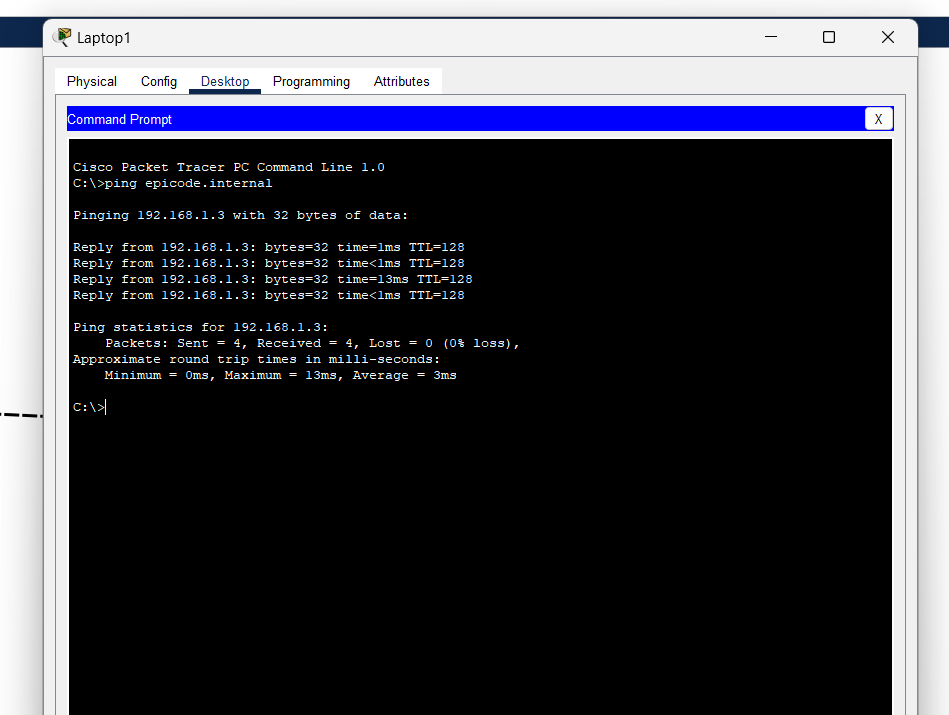 Laptop1
Physical Config Desktop Programming Attributes
Command Prompt
X
Cisco Packet Tracer PC Command Line 1.0
C:\>ping epicode.internal
Pinging 192.168.1.3 with 32 bytes of data:
Reply from 192.168.1.3: bytes=32 time=1ms TTL=128
Reply from 192.168.1.3: bytes=32 time<1ms TTL=128
Reply from 192.168.1.3: bytes=32 time=13ms TTL=128
Reply from 192.168.1.3: bytes=32 time<1ms TTL=128
Ping statistics for 192.168.1.3:
    Packets: Sent = 4, Received = 4, Lost = 0 (0% loss),
Approximate round trip times in milli-seconds:
    Minimum = 0ms, Maximum = 13ms, Average = 3ms
C:\>